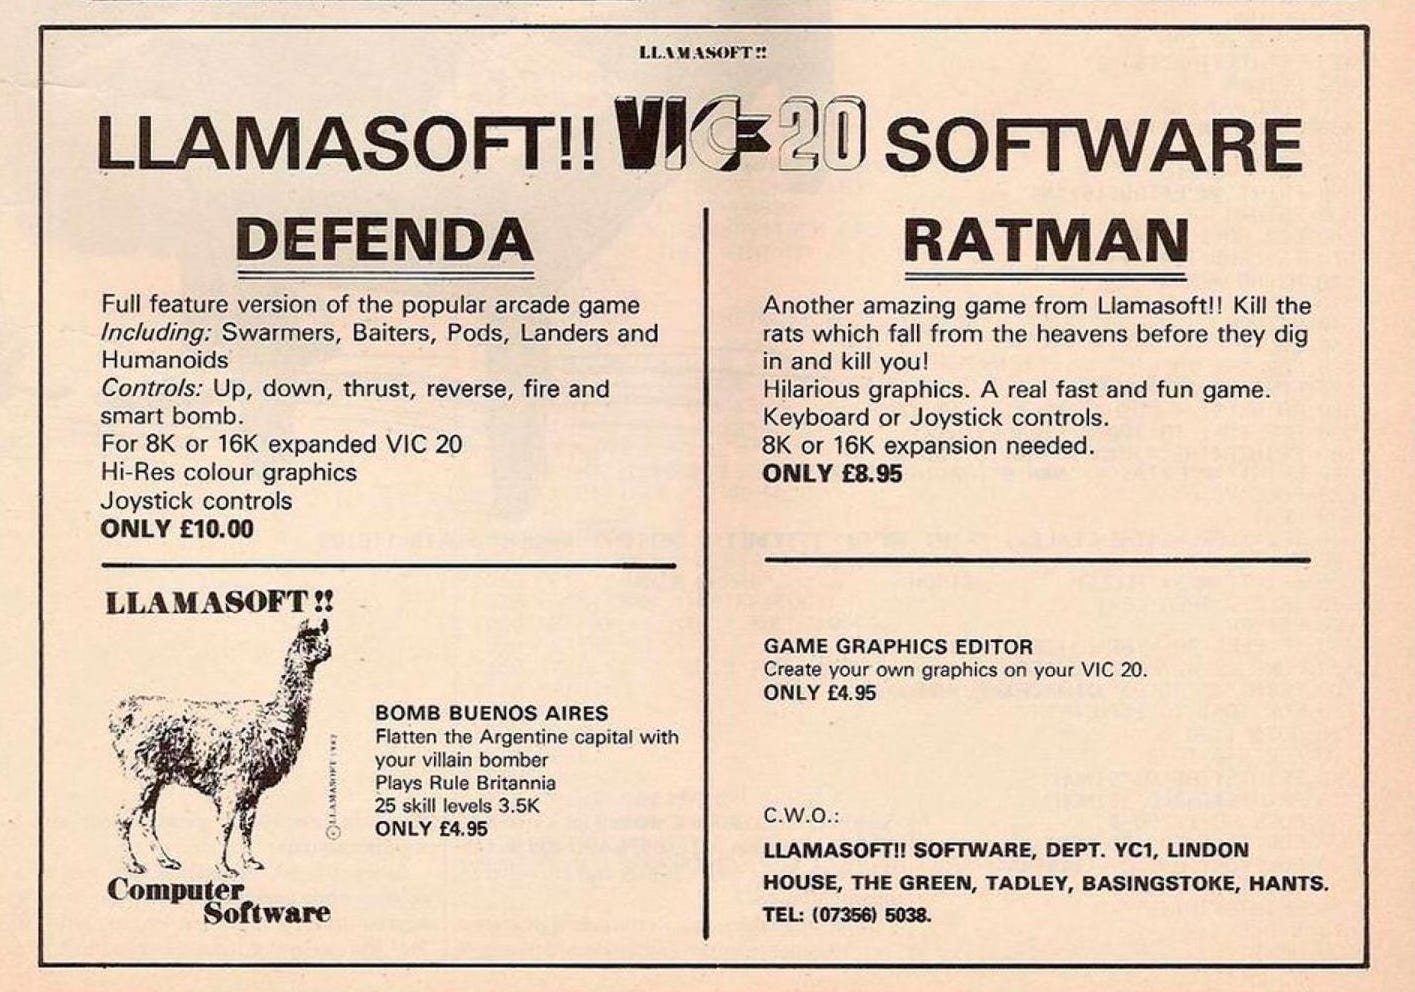 LLAMASOFT!!
LLAMASOFT!! VIC-20 SOFTWARE
DEFENDA
Full feature version of the popular arcade game
Including: Swarmers, Baiters, Pods, Landers and
Humanoids
Controls: Up, down, thrust, reverse, fire and
smart bomb.
For 8K or 16K expanded VIC 20
Hi-Res colour graphics
Joystick controls
ONLY £10.00
LLAMASOFT!!
© LLAMASOFT 1982
Computer
Software
BOMB BUENOS AIRES
Flatten the Argentine capital with
your villain bomber
Plays Rule Britannia
25 skill levels 3.5K
ONLY £4.95
RATMAN
Another amazing game from Llamasoft!! Kill the
rats which fall from the heavens before they dig
in and kill you!
Hilarious graphics. A real fast and fun game.
Keyboard or Joystick controls.
8K or 16K expansion needed.
ONLY £8.95
GAME GRAPHICS EDITOR
Create your own graphics on your VIC 20.
ONLY £4.95
C.W.O.:
LLAMASOFT!! SOFTWARE, DEPT. YC1, LINDON
HOUSE, THE GREEN, TADLEY, BASINGSTOKE, HANTS.
TEL: (07356) 5038.